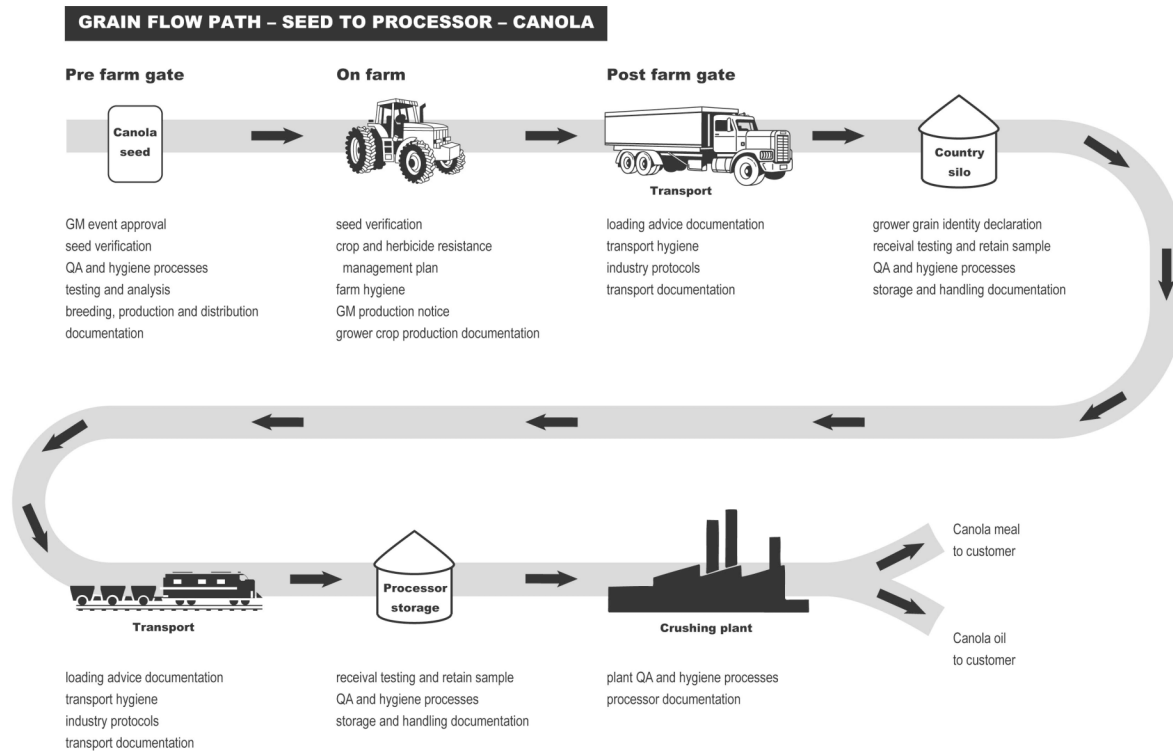 GRAIN FLOW PATH – SEED TO PROCESSOR – CANOLA
Pre farm gate
Canola
seed
GM event approval
seed verification
QA and hygiene processes
testing and analysis
breeding, production and distribution
documentation
On farm
seed verification
crop and herbicide resistance
management plan
farm hygiene
GM production notice
grower crop production documentation
Post farm gate
Transport
loading advice documentation
transport hygiene
industry protocols
transport documentation
Country
silo
grower grain identity declaration
receival testing and retain sample
QA and hygiene processes
storage and handling documentation
Transport
loading advice documentation
transport hygiene
industry protocols
transport documentation
Processor
storage
receival testing and retain sample
QA and hygiene processes
storage and handling documentation
Crushing plant
plant QA and hygiene processes
processor documentation
Canola meal
to customer
Canola oil
to customer